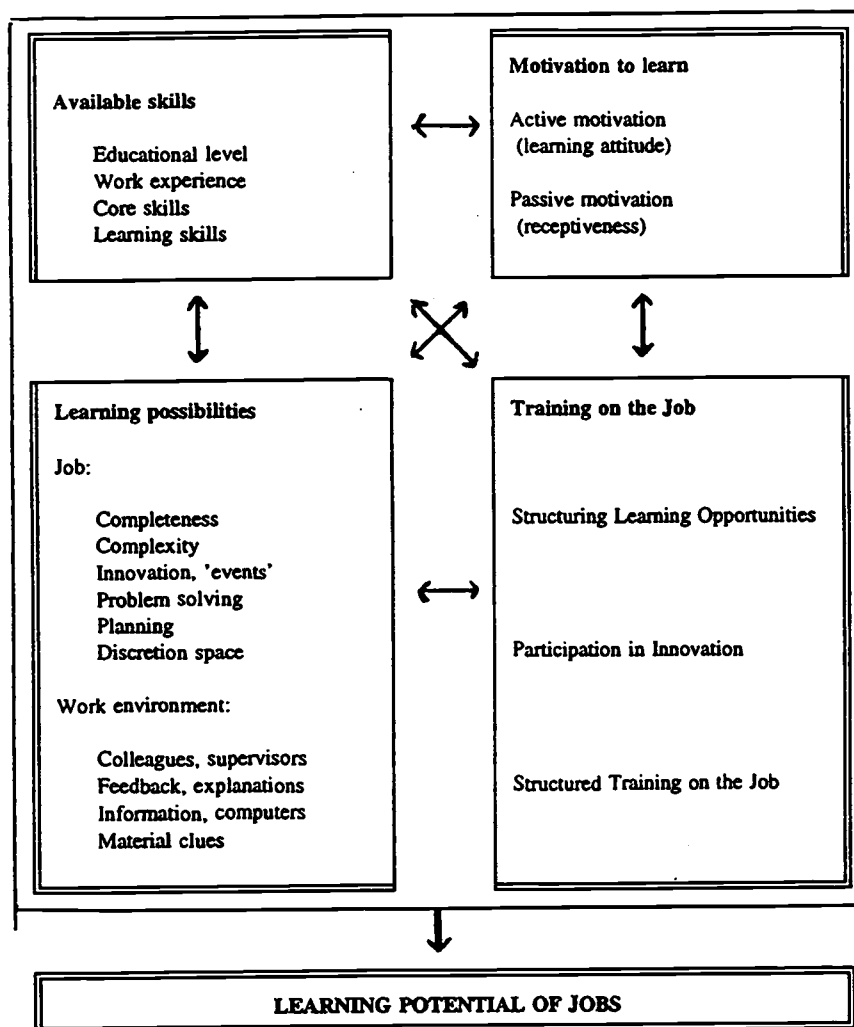 Available skills
Educational level
Work experience
Core skills
Learning skills
Motivation to learn
Active motivation
(learning attitude)
Passive motivation
(receptiveness)
Learning possibilities
Job:
Completeness
Complexity
Innovation, 'events'
Problem solving
Planning
Discretion space
Work environment:
Colleagues, supervisors
Feedback, explanations
Information, computers
Material clues
Training on the Job
Structuring Learning Opportunities
Participation in Innovation
Structured Training on the Job
LEARNING POTENTIAL OF JOBS